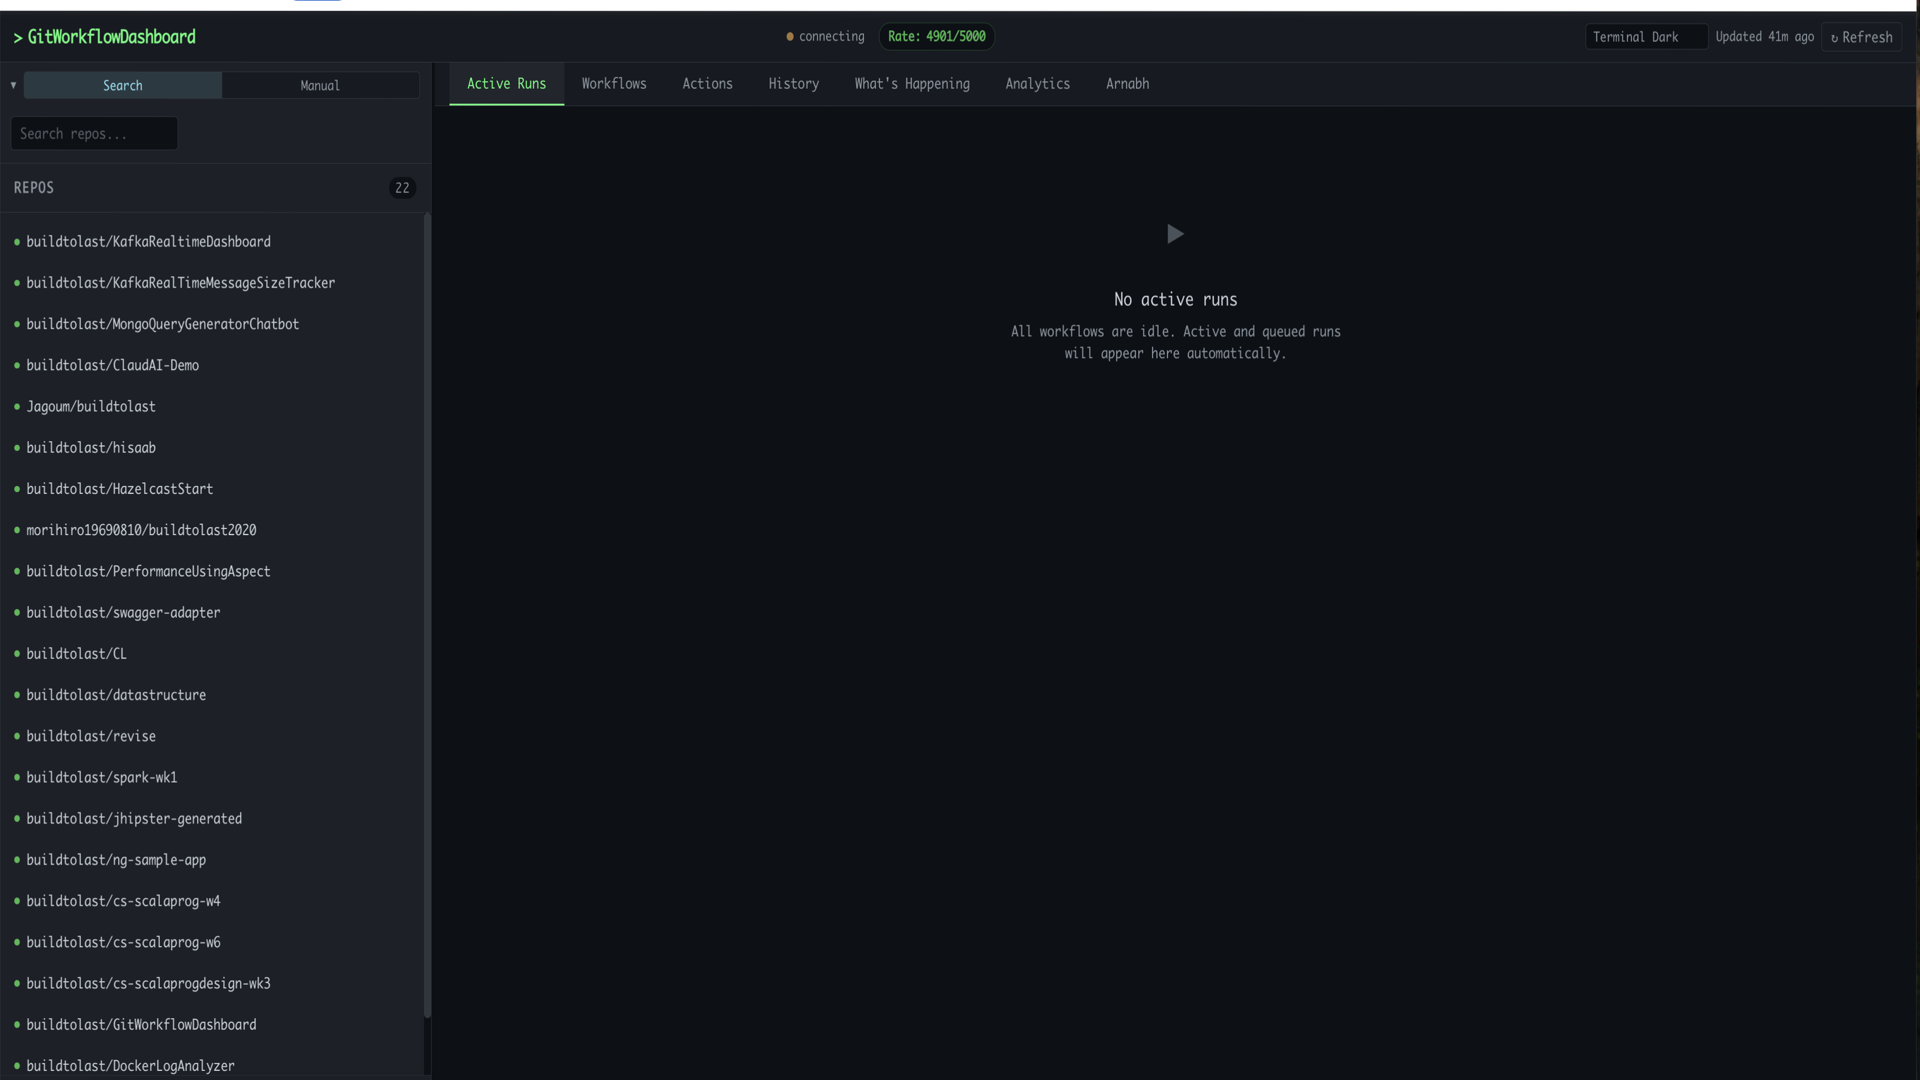 > GitWorkflowDashboard
connecting
Rate: 4901/5000
Terminal Dark
Updated 41m ago
↻ Refresh
▾
Search
Manual
Search repos...
REPOS
22
buildtolast/KafkaRealtimeDashboard
buildtolast/KafkaRealTimeMessageSizeTracker
buildtolast/MongoQueryGeneratorChatbot
buildtolast/ClaudAI-Demo
Jagoum/buildtolast
buildtolast/hisaab
buildtolast/HazelcastStart
morihiro19690810/buildtolast2020
buildtolast/PerformanceUsingAspect
buildtolast/swagger-adapter
buildtolast/CL
buildtolast/datastructure
buildtolast/revise
buildtolast/spark-wk1
buildtolast/jhipster-generated
buildtolast/ng-sample-app
buildtolast/cs-scalaprog-w4
buildtolast/cs-scalaprog-w6
buildtolast/cs-scalaprogdesign-wk3
buildtolast/GitWorkflowDashboard
buildtolast/DockerLogAnalyzer
Active Runs
Workflows
Actions
History
What's Happening
Analytics
Arnabh
No active runs
All workflows are idle. Active and queued runs
will appear here automatically.